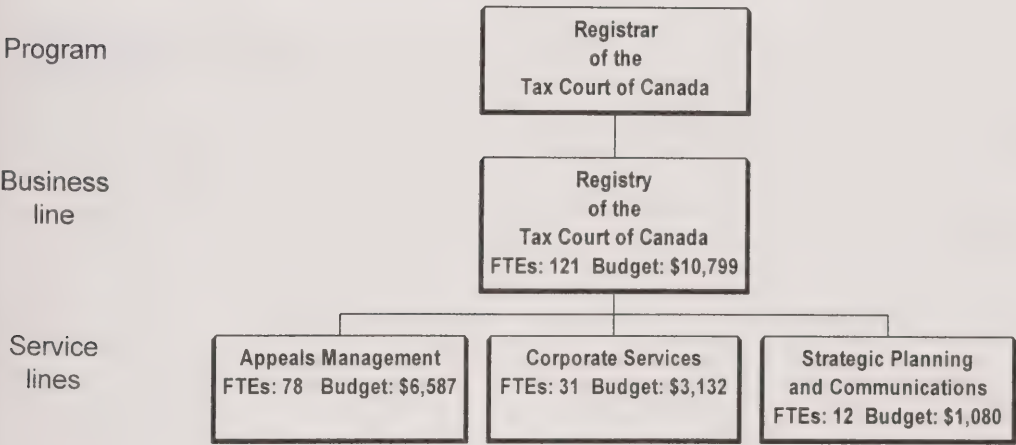 Program
Registrar
of the
Tax Court of Canada
Business
line
Registry
of the
Tax Court of Canada
FTEs: 121 Budget: $10,799
Service
lines
Appeals Management
FTEs: 78 Budget: $6,587
Corporate Services
FTEs: 31 Budget: $3,132
Strategic Planning
and Communications
FTEs: 12 Budget: $1,080